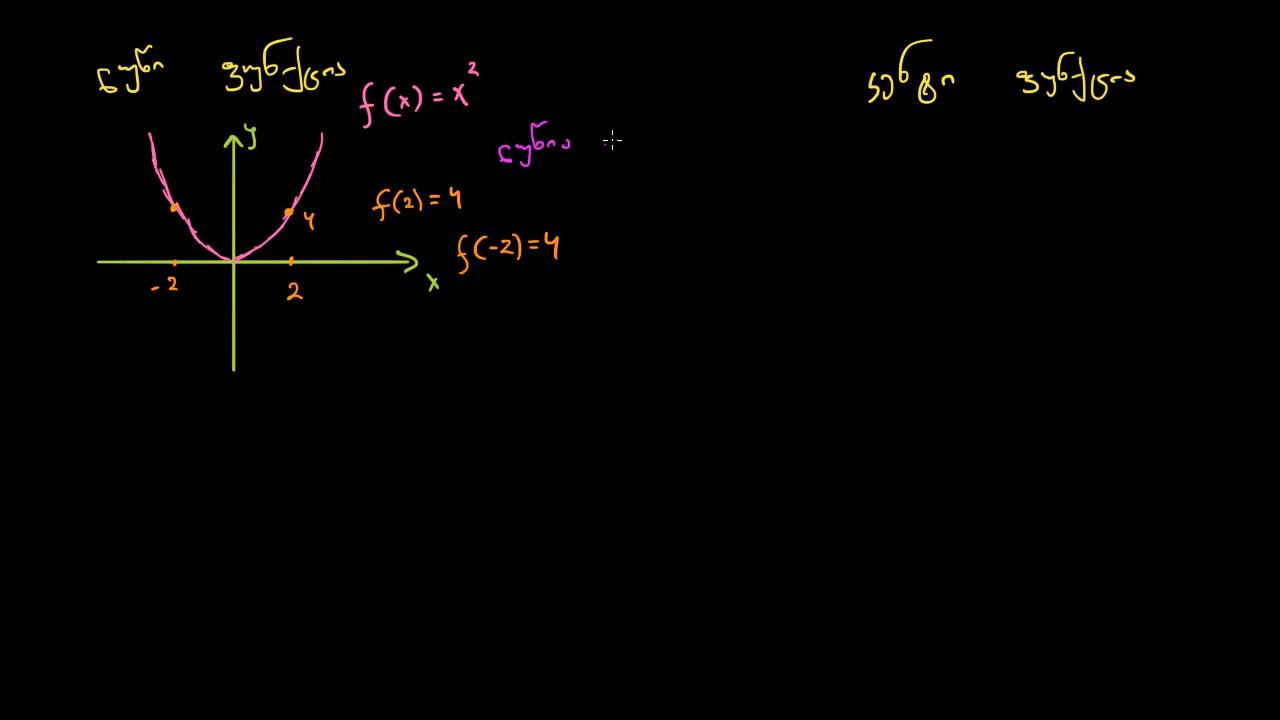 ლუწი ფუნქცია
f(x) = x²
კენტი ფუნქცია
y
ლუწია
f(2) = 4
4
f(-2) = 4
-2
2
x